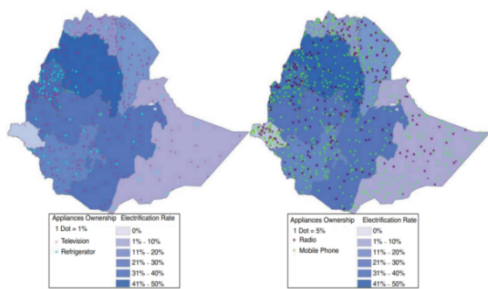 Appliances Ownership
1 Dot = 1%
Television
Refrigerator
Electrification Rate
0%
1% - 10%
11% - 20%
21% - 30%
31% - 40%
41% - 50%
Appliances Ownership
1 Dot = 5%
Radio
Mobile Phone
Electrification Rate
0%
1% - 10%
11% - 20%
21% - 30%
31% - 40%
41% - 50%